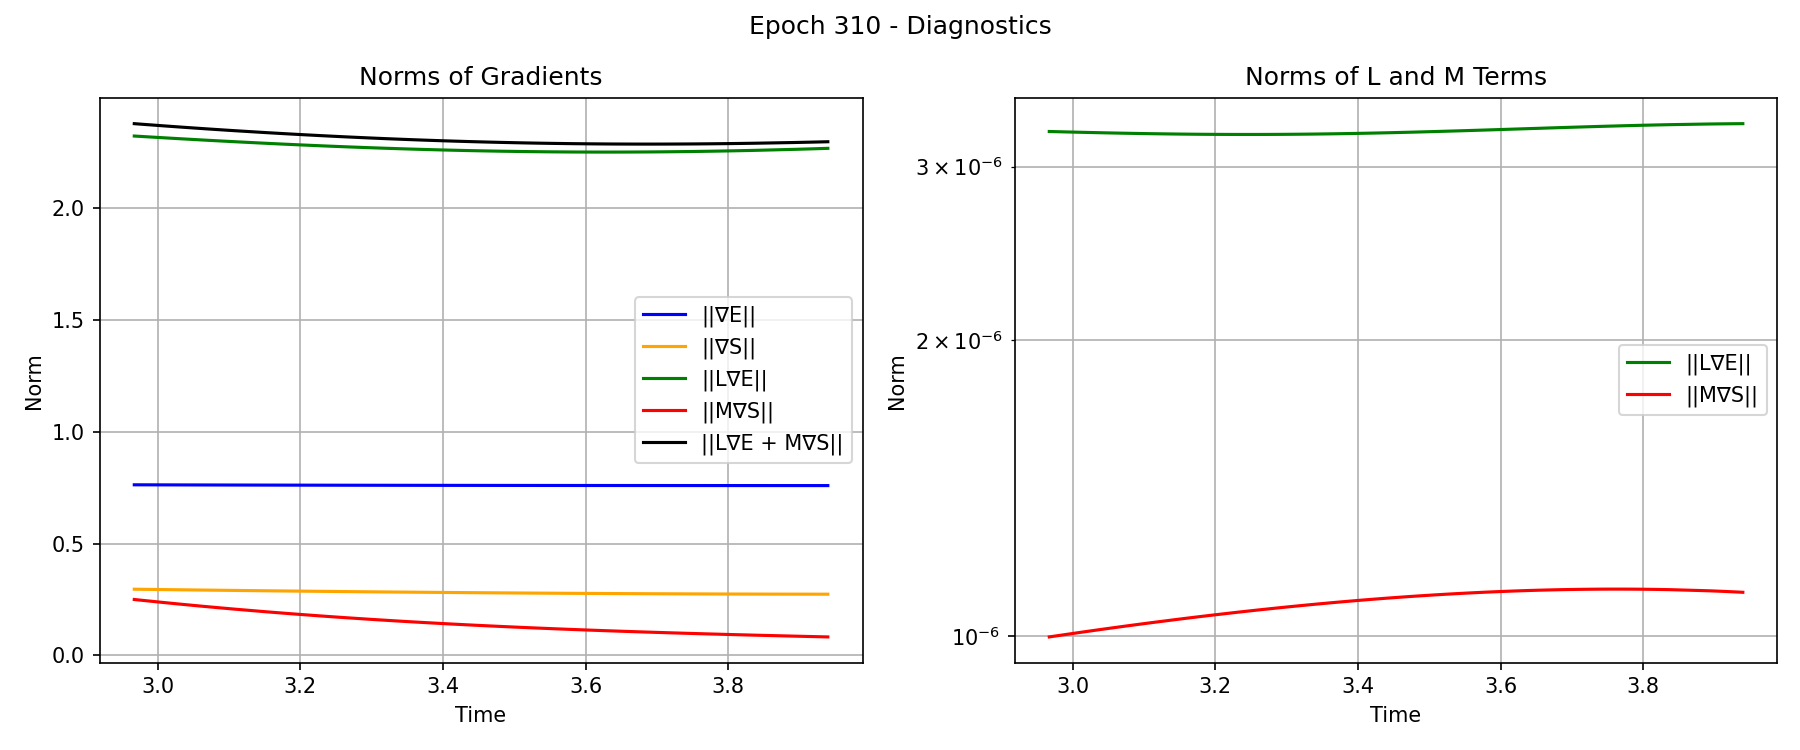 Epoch 310 - Diagnostics
Norms of Gradients
Norm
2.0
1.5
1.0
0.5
0.0
||∇E||
||∇S||
||L∇E||
||M∇S||
||L∇E + M∇S||
3.0 3.2 3.4 3.6 3.8
Time
Norms of L and M Terms
Norm
3 × 10⁻⁶
2 × 10⁻⁶
10⁻⁶
||L∇E||
||M∇S||
3.0 3.2 3.4 3.6 3.8
Time